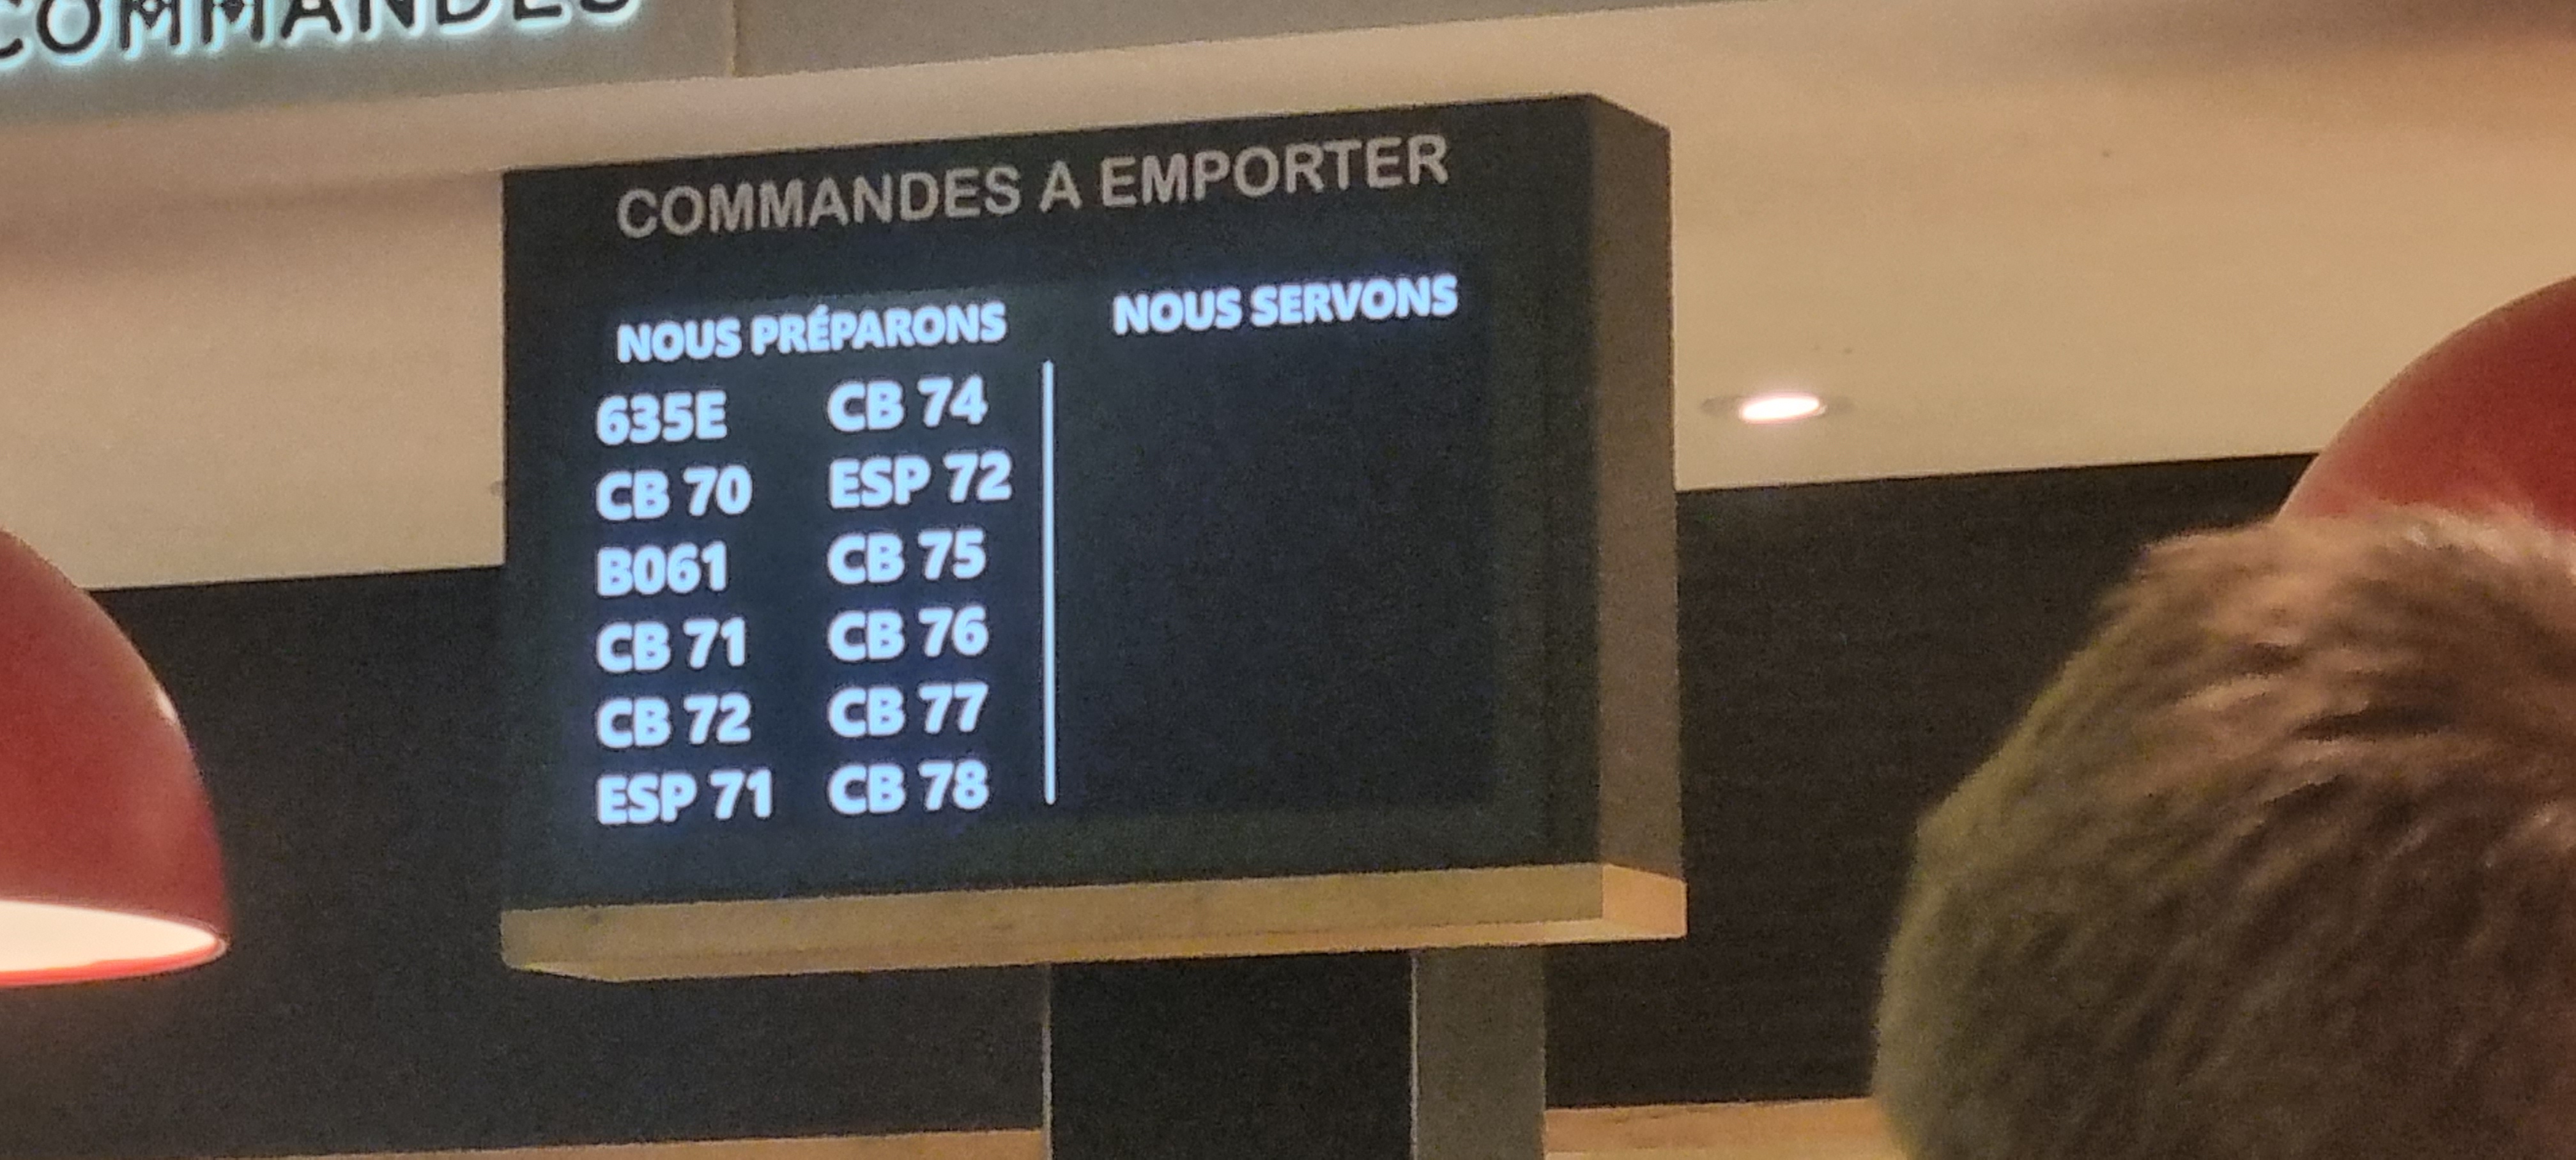 COMMANDES
COMMANDES A EMPORTER
NOUS PRÉPARONS
635E
CB 70
B061
CB 71
CB 72
ESP 71
CB 74
ESP 72
CB 75
CB 76
CB 77
CB 78
NOUS SERVONS